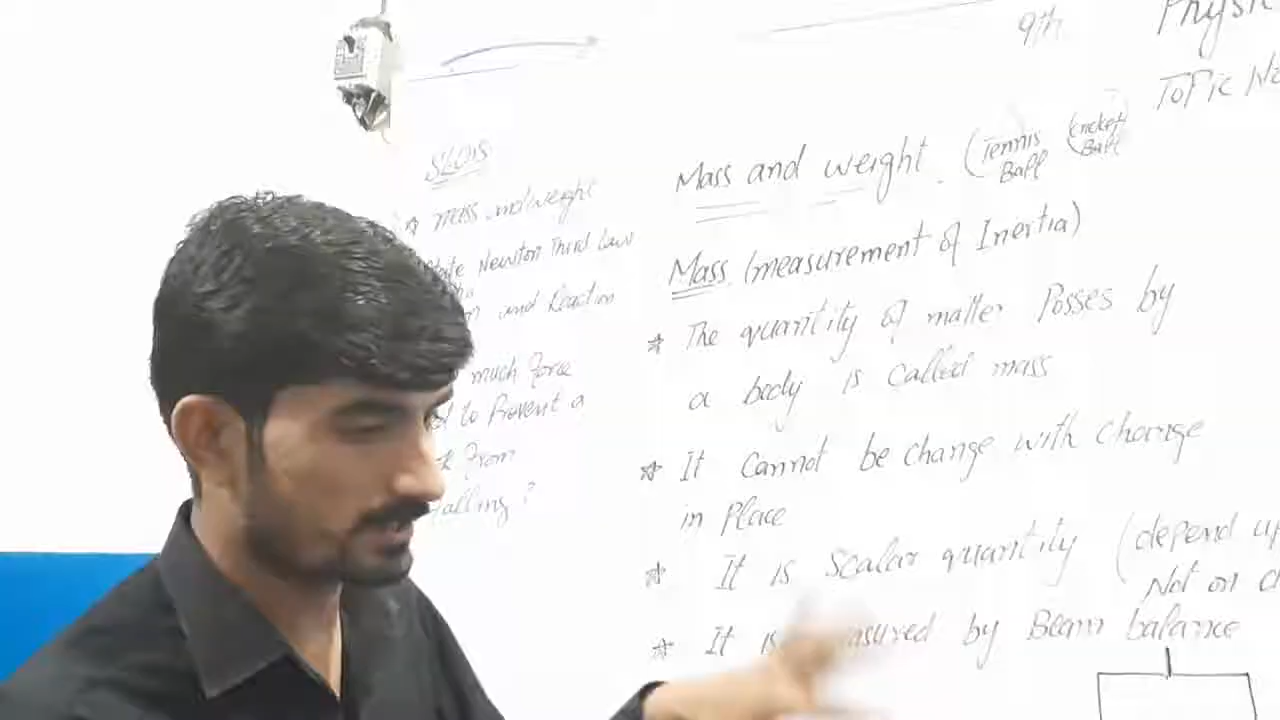 9th
Physic
Topic No
SLOs
* mass and weight
Newton Third Law
and Reaction
much force
to Prevent a
from
falling?
Mass and weight. (Tennis Ball (Cricket Ball)
Mass (measurement of Inertia)
* The quantity of matter Posses by
a body is called mass
* It Cannot be change with change
in Place
* It is Scalar quantity (depend up
Not on
* It is by Beam balance